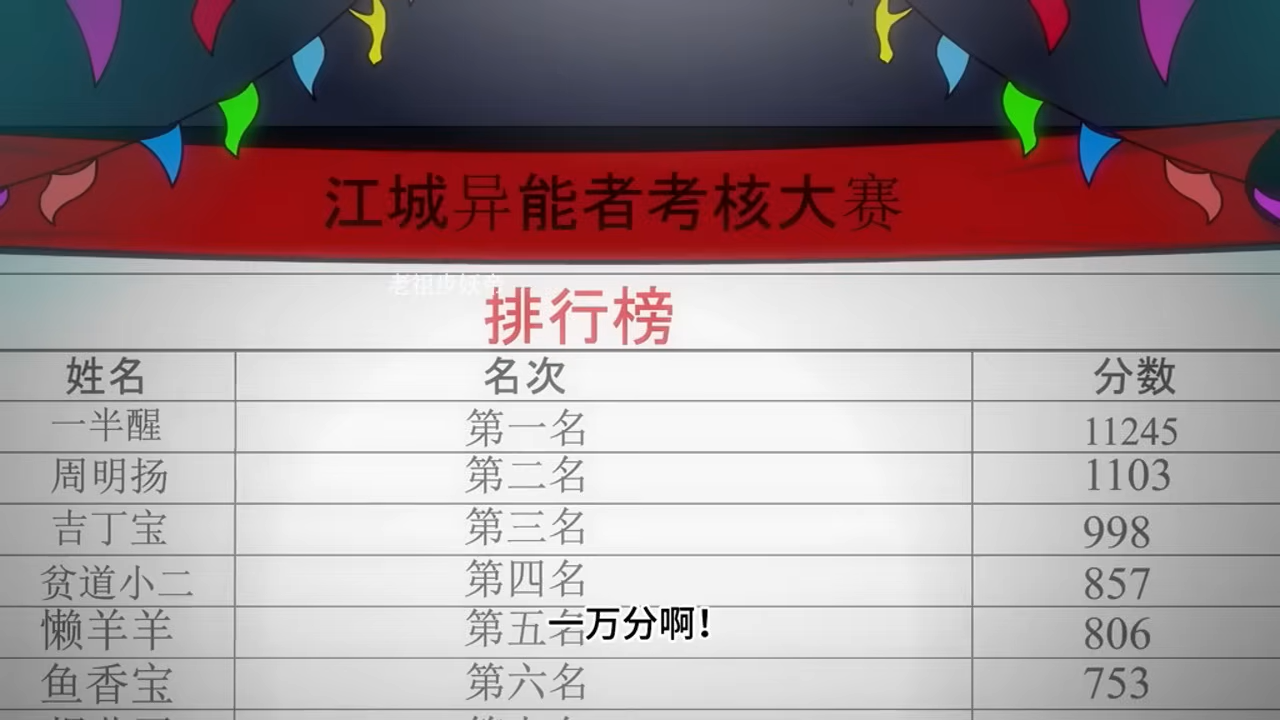 江城异能者考核大赛
排行榜
姓名 名次 分数
一半醒 第一名 11245
周明扬 第二名 1103
吉丁宝 第三名 998
贫道小二 第四名 857
懒羊羊 第五名 806
一万分啊！
鱼香宝 第六名 753